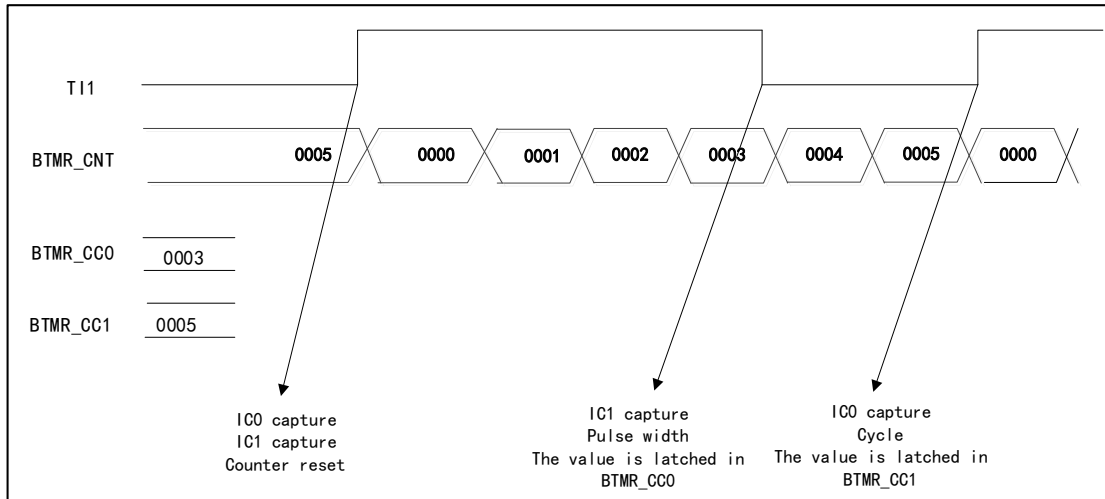 TI1
BTMR_CNT 0005 0000 0001 0002 0003 0004 0005 0000
BTMR_CC0 0003
BTMR_CC1 0005
IC0 capture
IC1 capture
Counter reset
IC1 capture
Pulse width
The value is latched in
BTMR_CC0
IC0 capture
Cycle
The value is latched in
BTMR_CC1